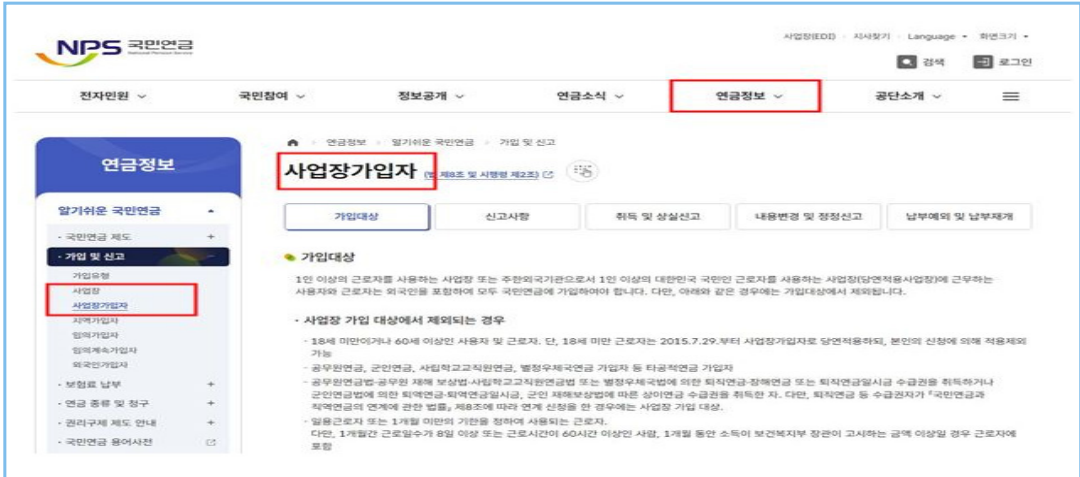 사업장(EDI) 지사찾기 Language 화면크기
NPS 국민연금
National Pension Service
검색 로그인
전자민원 국민참여 정보공개 연금소식 연금정보 공단소개
연금정보 > 알기쉬운 국민연금 > 가입 및 신고
연금정보
사업장가입자 (법 제8조 및 시행령 제2조)
알기쉬운 국민연금
가입대상 신고사항 취득 및 상실신고 내용변경 및 정정신고 납부예외 및 납부재개
· 국민연금 제도 +
· 가입 및 신고 –
가입유형
사업장
사업장가입자
지역가입자
임의가입자
임의계속가입자
외국인가입자
· 보험료 납부 +
· 연금 종류 및 청구 +
· 권리구제 제도 안내 +
· 국민연금 용어사전
가입대상
1인 이상의 근로자를 사용하는 사업장 또는 주한외국기관으로서 1인 이상의 대한민국 국민인 근로자를 사용하는 사업장(당연적용사업장)에 근무하는
사용자와 근로자는 외국인을 포함하여 모두 국민연금에 가입하여야 합니다. 다만, 아래와 같은 경우에는 가입대상에서 제외됩니다.
· 사업장 가입 대상에서 제외되는 경우
- 18세 미만이거나 60세 이상인 사용자 및 근로자. 단, 18세 미만 근로자는 2015.7.29.부터 사업장가입자로 당연적용하되, 본인의 신청에 의해 적용제외
가능
- 공무원연금, 군인연금, 사립학교교직원연금, 별정우체국연금 가입자 등 타공적연금 가입자
- 공무원연금법·공무원 재해 보상법·사립학교교직원연금법 또는 별정우체국법에 의한 퇴직연금·장해연금 또는 퇴직연금일시금 수급권을 취득하거나
군인연금법에 의한 퇴역연금·퇴역연금일시금, 군인 재해보상법에 따른 상이연금 수급권을 취득한 자. 다만, 퇴직연금 등 수급권자가 『국민연금과
직역연금의 연계에 관한 법률』 제8조에 따라 연계 신청을 한 경우에는 사업장 가입 대상.
- 일용근로자 또는 1개월 미만의 기한을 정하여 사용되는 근로자.
다만, 1개월간 근로일수가 8일 이상 또는 근로시간이 60시간 이상인 사람, 1개월 동안 소득이 보건복지부 장관이 고시하는 금액 이상일 경우 근로자에
포함